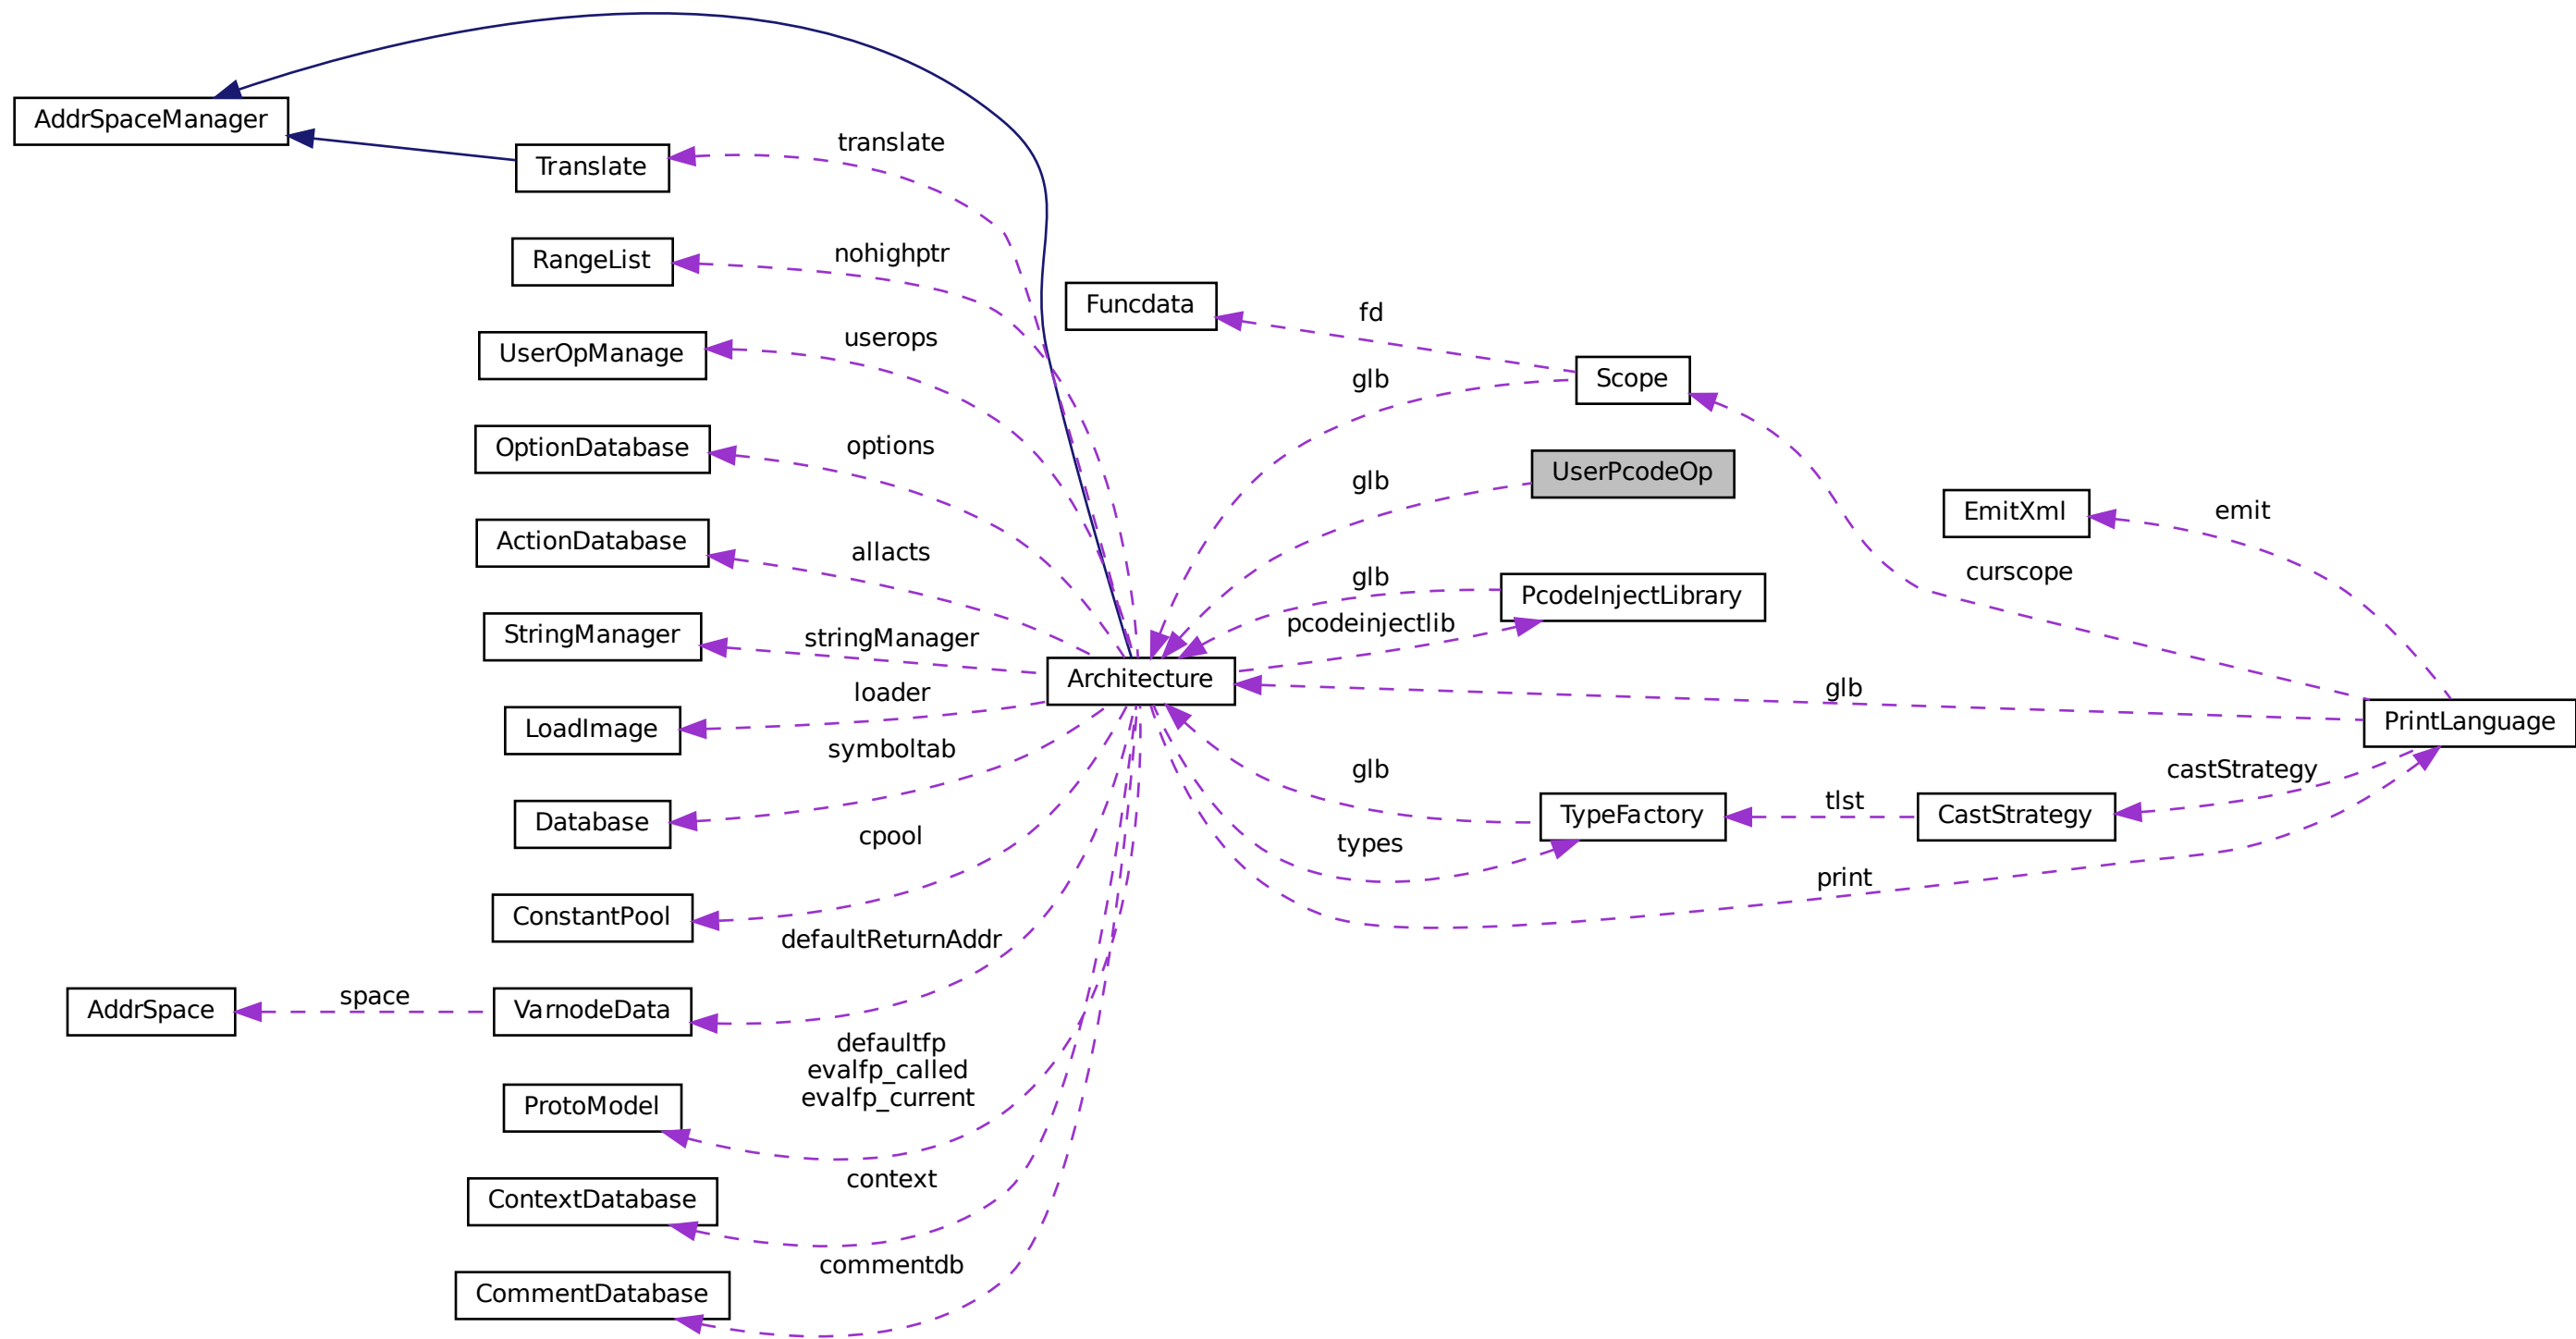 AddrSpaceManager
Translate
translate
RangeList
nohighptr
Funcdata
fd
UserOpManage
userops
Scope
glb
OptionDatabase
options
UserPcodeOp
glb
EmitXml
emit
ActionDatabase
allacts
glb
PcodeInjectLibrary
curscope
pcodeinjectlib
StringManager
stringManager
Architecture
loader
glb
LoadImage
PrintLanguage
symboltab
glb
castStrategy
Database
TypeFactory
tlst
CastStrategy
cpool
types
print
ConstantPool
defaultReturnAddr
AddrSpace
space
VarnodeData
defaultfp
evalfp_called
evalfp_current
ProtoModel
context
ContextDatabase
commentdb
CommentDatabase